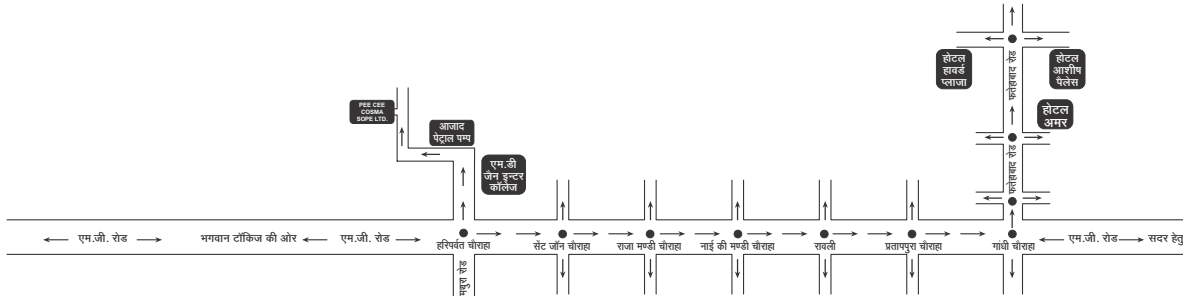 होटल
हावर्ड
प्लाजा
फतेहाबाद रोड
होटल
आशीष
पैलेस
होटल
अमर
PEE CEE
COSMA
SOPE LTD.
आजाद
पेट्राल पम्प
एम.डी
जैन इन्टर
कॉलेज
फतेहाबाद रोड
एम.जी. रोड
भगवान टॉकिज की ओर
एम.जी. रोड
हरिपर्वत चौराहा
सेंट जॉन चौराहा
राजा मण्डी चौराहा
नाई की मण्डी चौराहा
रावली
प्रतापपुरा चौराहा
गांधी चौराहा
एम.जी. रोड
सदर हेतु
मथुरा रोड